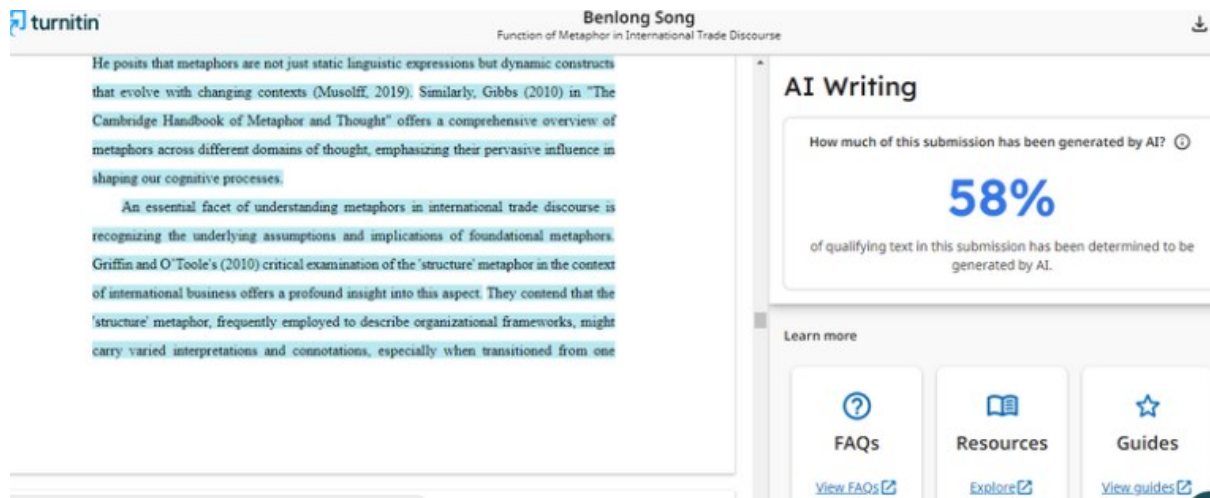 turnitin
Benlong Song
Function of Metaphor in International Trade Discourse
He posits that metaphors are not just static linguistic expressions but dynamic constructs
that evolve with changing contexts (Musolff, 2019). Similarly, Gibbs (2010) in "The
Cambridge Handbook of Metaphor and Thought" offers a comprehensive overview of
metaphors across different domains of thought, emphasizing their pervasive influence in
shaping our cognitive processes.
An essential facet of understanding metaphors in international trade discourse is
recognizing the underlying assumptions and implications of foundational metaphors.
Griffin and O'Toole's (2010) critical examination of the 'structure' metaphor in the context
of international business offers a profound insight into this aspect. They contend that the
'structure' metaphor, frequently employed to describe organizational frameworks, might
carry varied interpretations and connotations, especially when transitioned from one
AI Writing
How much of this submission has been generated by AI?
58%
of qualifying text in this submission has been determined to be
generated by AI.
Learn more
FAQs
View FAQs
Resources
Explore
Guides
View guides